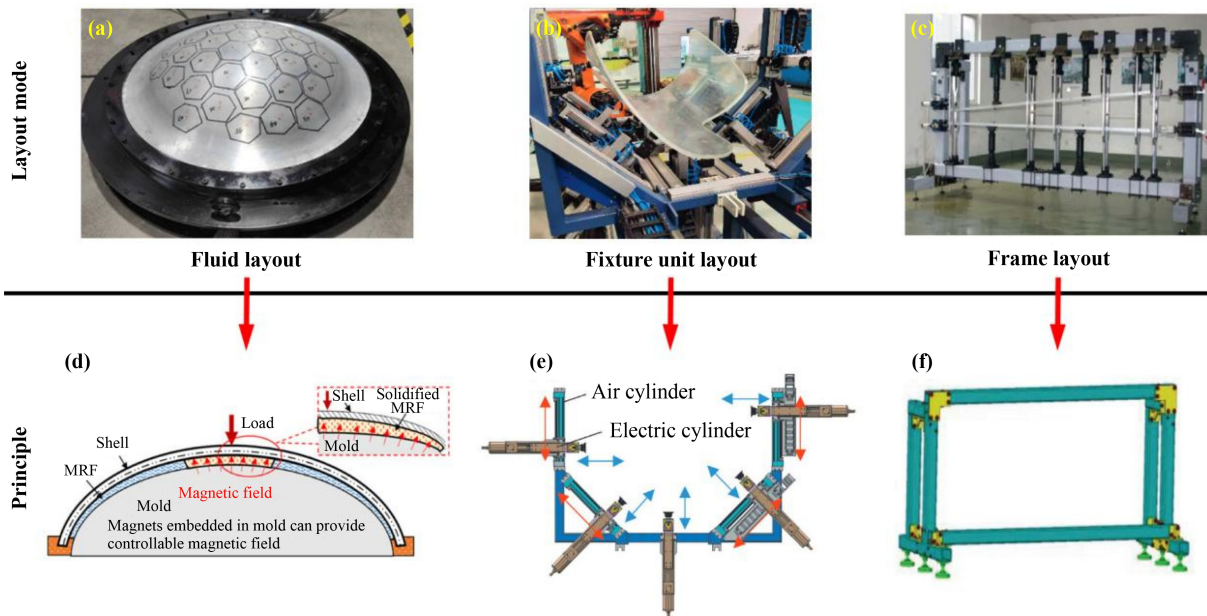 Layout mode
(a)
(b)
(c)
Fluid layout
Fixture unit layout
Frame layout
Principle
(d)
Shell
Solidified
MRF
Mold
Load
Shell
MRF
Magnetic field
Mold
Magnets embedded in mold can provide
controllable magnetic field
(e)
Air cylinder
Electric cylinder
(f)